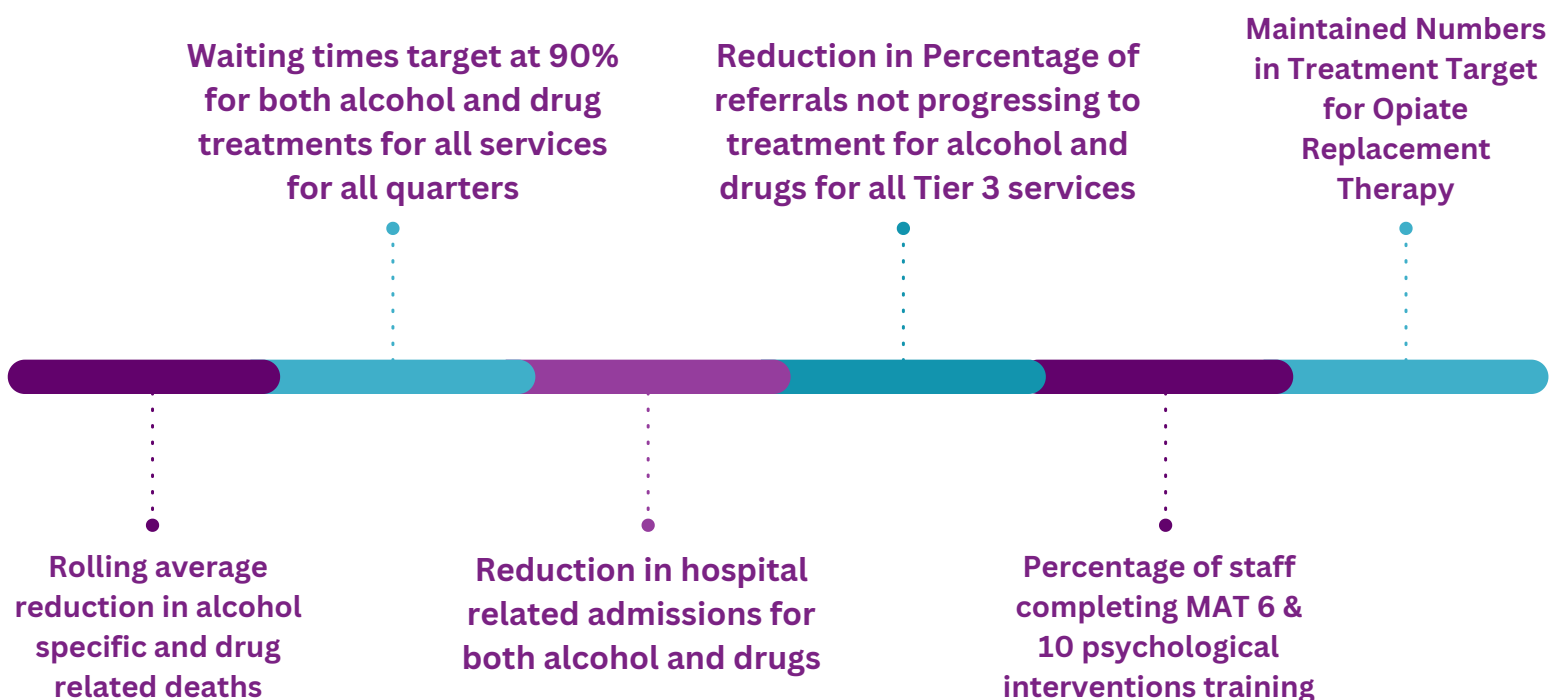 Waiting times target at 90%
for both alcohol and drug
treatments for all services
for all quarters
Reduction in Percentage of
referrals not progressing to
treatment for alcohol and
drugs for all Tier 3 services
Maintained Numbers
in Treatment Target
for Opiate
Replacement
Therapy
Rolling average
reduction in alcohol
specific and drug
related deaths
Reduction in hospital
related admissions for
both alcohol and drugs
Percentage of staff
completing MAT 6 &
10 psychological
interventions training